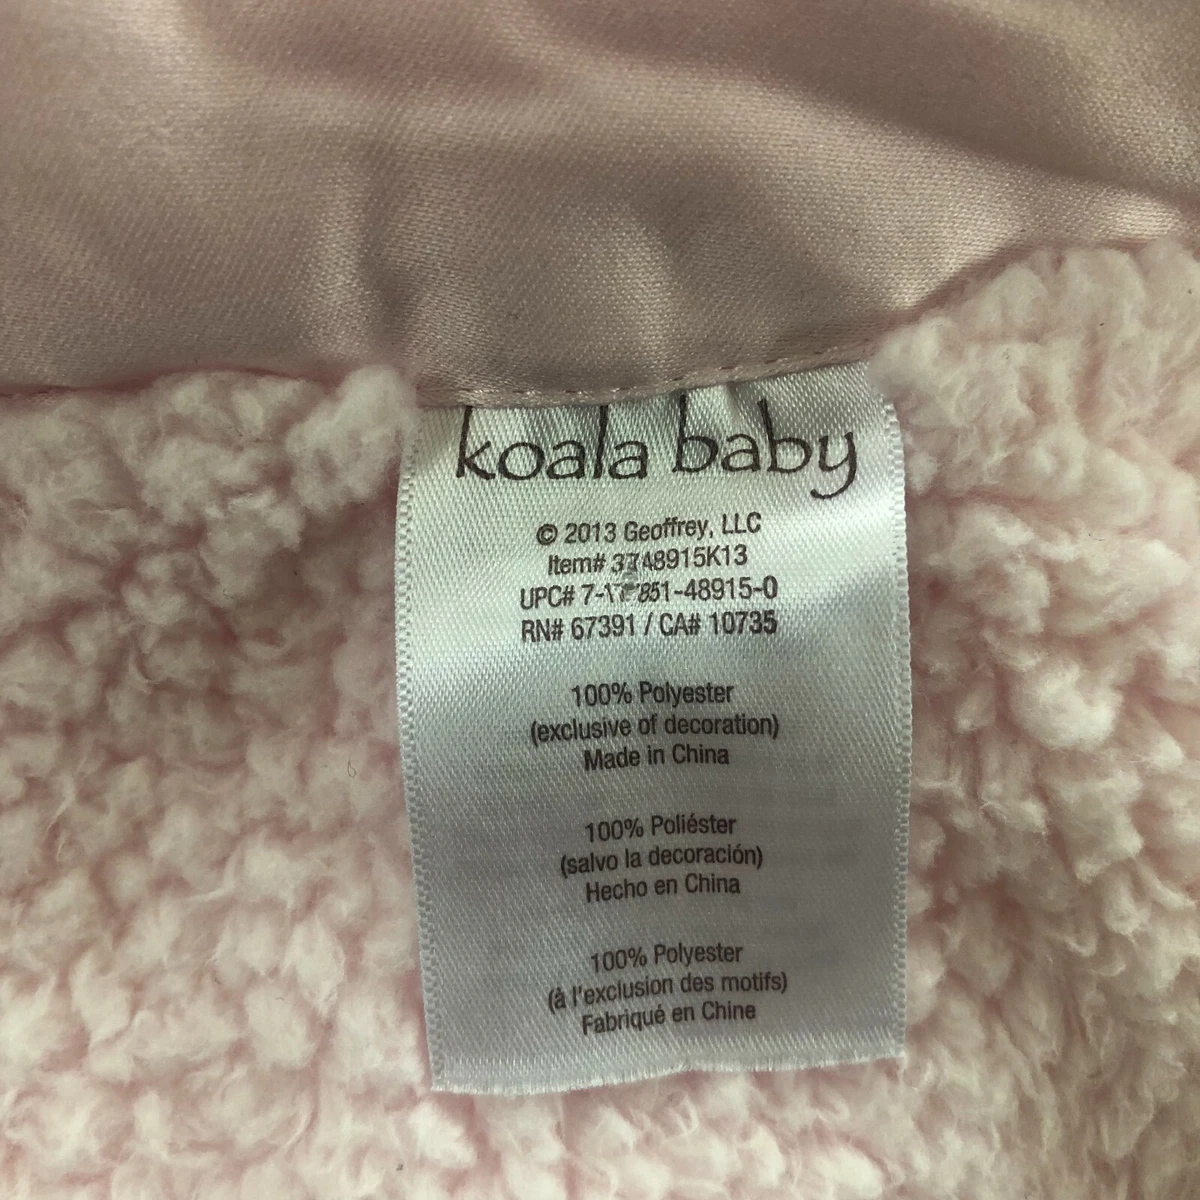 koala baby
© 2013 Geoffrey, LLC
Item#
UPC#
RN# 67391 / CA# 10735
100% Polyester
(exclusive of decoration)
Made in China
100% Poliéster
(salvo la decoración)
Hecho en China
100% Polyester
(à l'exclusion des motifs)
Fabriqué en Chine